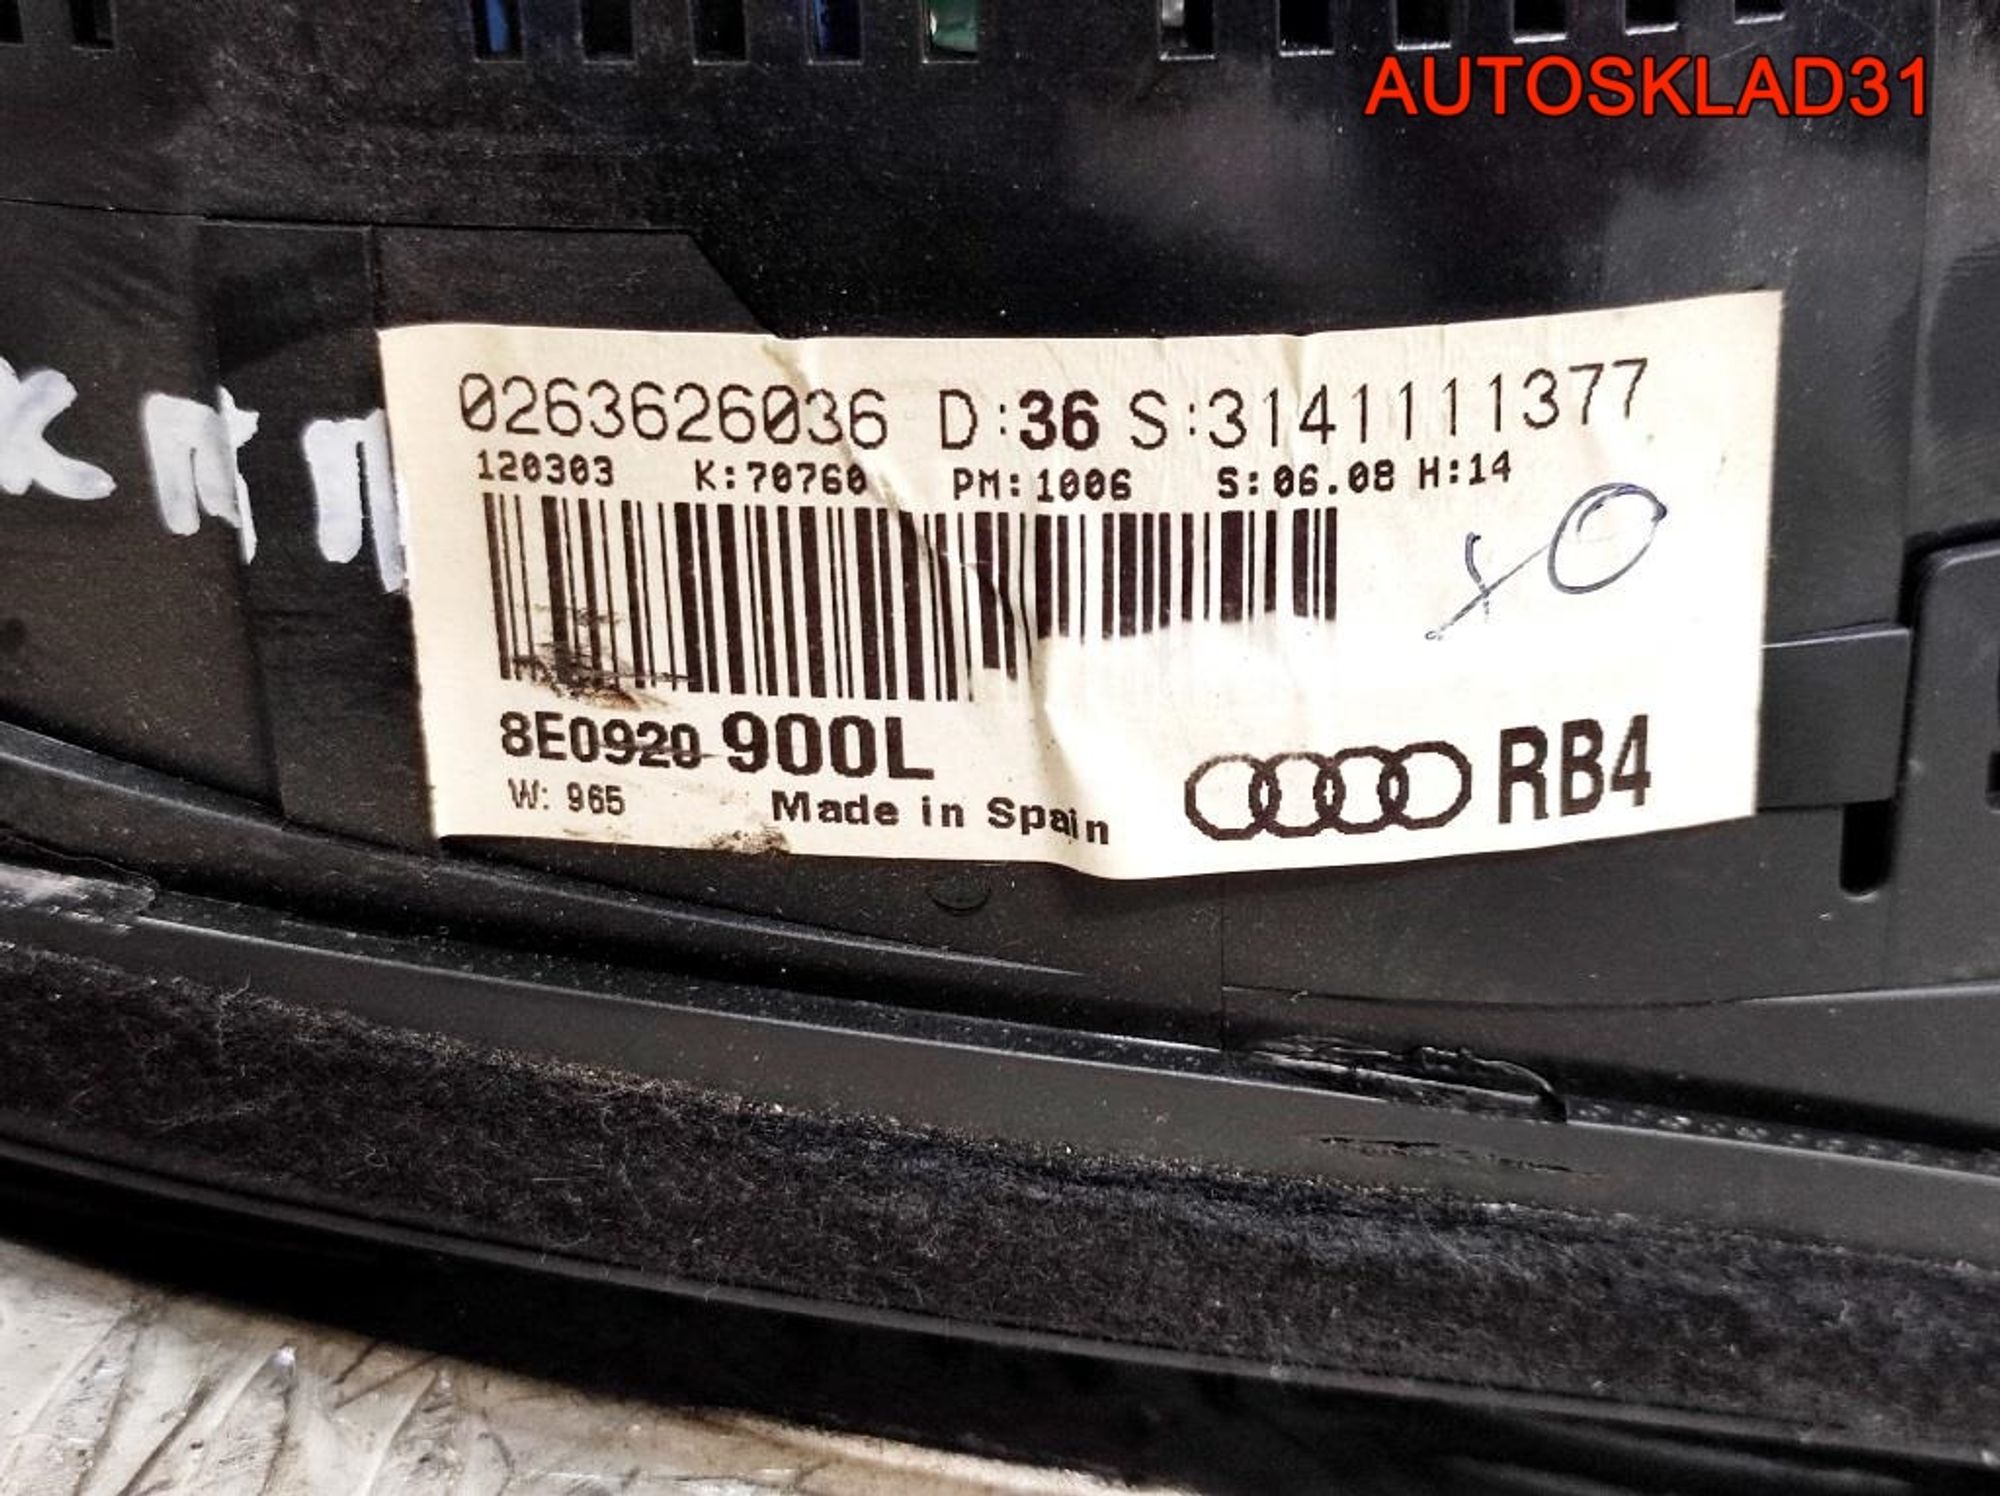 AUTOSKLAD31
0263626036 D:36 S:3141111377
120303 K:70760 PM:1006 S:06.08 H:14
8E0920 900L
RB4
W: 965 Made in Spain